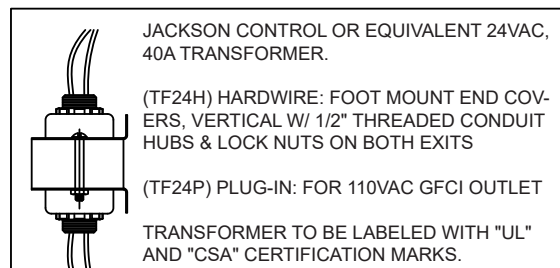 JACKSON CONTROL OR EQUIVALENT 24VAC,
40A TRANSFORMER.
(TF24H) HARDWIRE: FOOT MOUNT END COV-
ERS, VERTICAL W/ 1/2" THREADED CONDUIT
HUBS & LOCK NUTS ON BOTH EXITS
(TF24P) PLUG-IN: FOR 110VAC GFCI OUTLET
TRANSFORMER TO BE LABELED WITH "UL"
AND "CSA" CERTIFICATION MARKS.